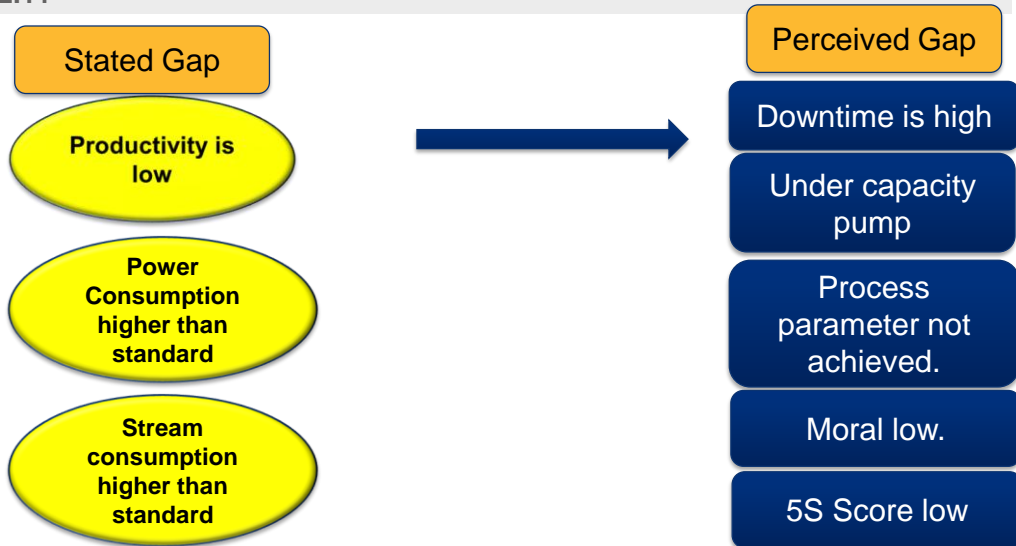 Stated Gap
Productivity is
low
Power
Consumption
higher than
standard
Stream
consumption
higher than
standard
Perceived Gap
Downtime is high
Under capacity
pump
Process
parameter not
achieved.
Moral low.
5S Score low